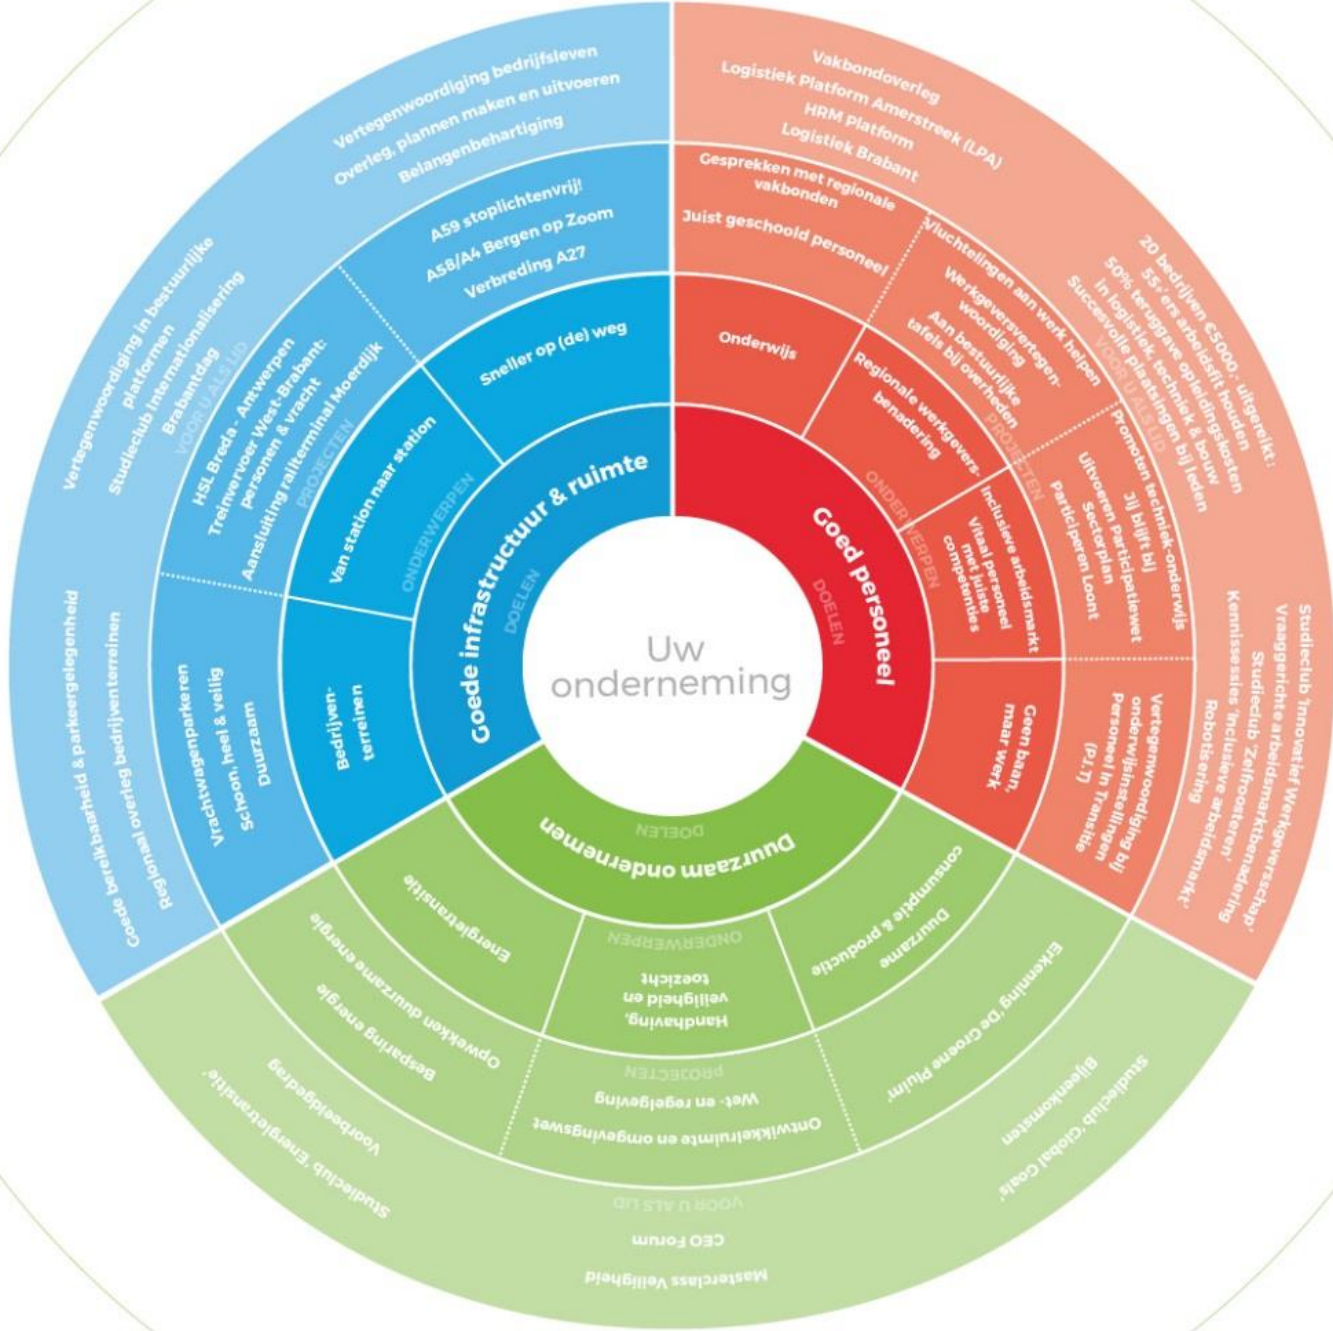 Uw
onderneming
Goede infrastructuur & ruimte
DOELEN
ONDERWERPEN
Sneller op (de) weg
Van station naar station
Bedrijven-
terreinen
PROJECTEN
A59 stoplichtenvrij!
A58/A4 Bergen op Zoom
Verbreding A27
HSL Breda - Antwerpen
Treinvervoer West-Brabant:
personen & vracht
Aansluiting railterminal Moerdijk
Vrachtwagenparkeren
Schoon, heel & veilig
Duurzaam
VOOR U ALS LID
Vertegenwoordiging bedrijfsleven
Overleg, plannen maken en uitvoeren
Belangenbehartiging
Vertegenwoordiging in bestuurlijke
platformen
Studieclub Internationalisering
Brabantdag
Goede bereikbaarheid & parkeergelegenheid
Regionaal overleg bedrijventerreinen
Goed personeel
DOELEN
ONDERWERPEN
Onderwijs
Regionale werkgevers-
benadering
Inclusieve arbeidsmarkt
Vitaal personeel
met juiste
competenties
Geen baan,
maar werk
PROJECTEN
Gesprekken met regionale
vakbonden
Juist geschoold personeel
Vluchtelingen aan werk helpen
Werkgeversvertegen-
woordiging
Aan bestuurlijke
tafels bij overheden
Promoten techniek-onderwijs
Jij blijft bij
Uitvoeren Participatiewet
Sectorplan
Participeren Loont
Vertegenwoordiging bij
onderwijsinstellingen
Personeel In Transitie
(P.I.T)
VOOR U ALS LID
Vakbondoverleg
Logistiek Platform Amerstreek (LPA)
HRM Platform
Logistiek Brabant
20 bedrijven €5000,- uitgereikt:
55+' ers arbeidsfit houden
50% teruggave opleidingskosten
in logistiek, techniek & bouw
Succesvolle plaatsingen bij leden
Studieclub 'Innovatief Werkgeversschap'
Vraaggerichte arbeidsmarktbenadering
Studieclub 'Zelfroosteren'
Kennissessies 'Inclusieve arbeidsmarkt'
Robotisering
Duurzaam ondernemen
DOELEN
ONDERWERPEN
Energietransitie
Handhaving,
veiligheid en
toezicht
Duurzame
consumptie & productie
PROJECTEN
Besparing energie
Opwekken duurzame energie
Ontwikkelruimte en omgevingswet
Wet- en regelgeving
Erkenning 'De Groene Pluim'
VOOR U ALS LID
Studieclub 'Energietransitie'
Voorbeeldgedrag
Masterclass Veiligheid
CEO Forum
Studieclub 'Global Goals'
Bijeenkomsten